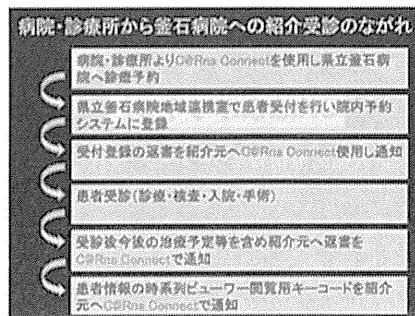 病院・診療所から釜石病院への紹介受診のながれ
病院・診療所よりC@Rna Connectを使用し県立釜石病
院へ診療予約
県立釜石病院地域連携室で患者受付を行い院内予約
システムに登録
受付登録の返書を紹介元へC@Rna Connect使用し通知
患者受診(診療・検査・入院・手術)
受診後今後の治療予定等を含め紹介元へ返書を
C@Rna Connectで通知
患者情報の時系列ビューワー閲覧用キーコードを紹介
元へC@Rna Connectで通知